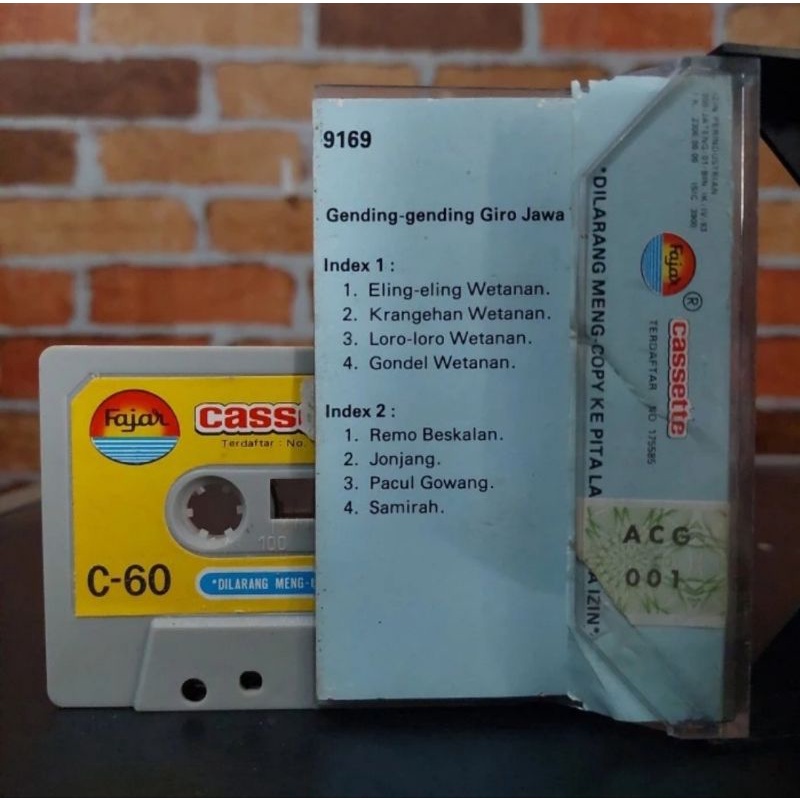 9169
Gending-gending Giro Jawa
Index 1 :
1. Eling-eling Wetanan.
2. Krangehan Wetanan.
3. Loro-loro Wetanan.
4. Gondel Wetanan.
Index 2 :
1. Remo Beskalan.
2. Jonjang.
3. Pacul Gowang.
4. Samirah.
Fajar
Casse
Terdaftar : No.
100
C-60
*DILARANG MENG-
*DILARANG MENG-COPY KE PITA LA
A IZIN*
Fajar
®
cassette
TERDAFTAR NO 175585
ACG
001